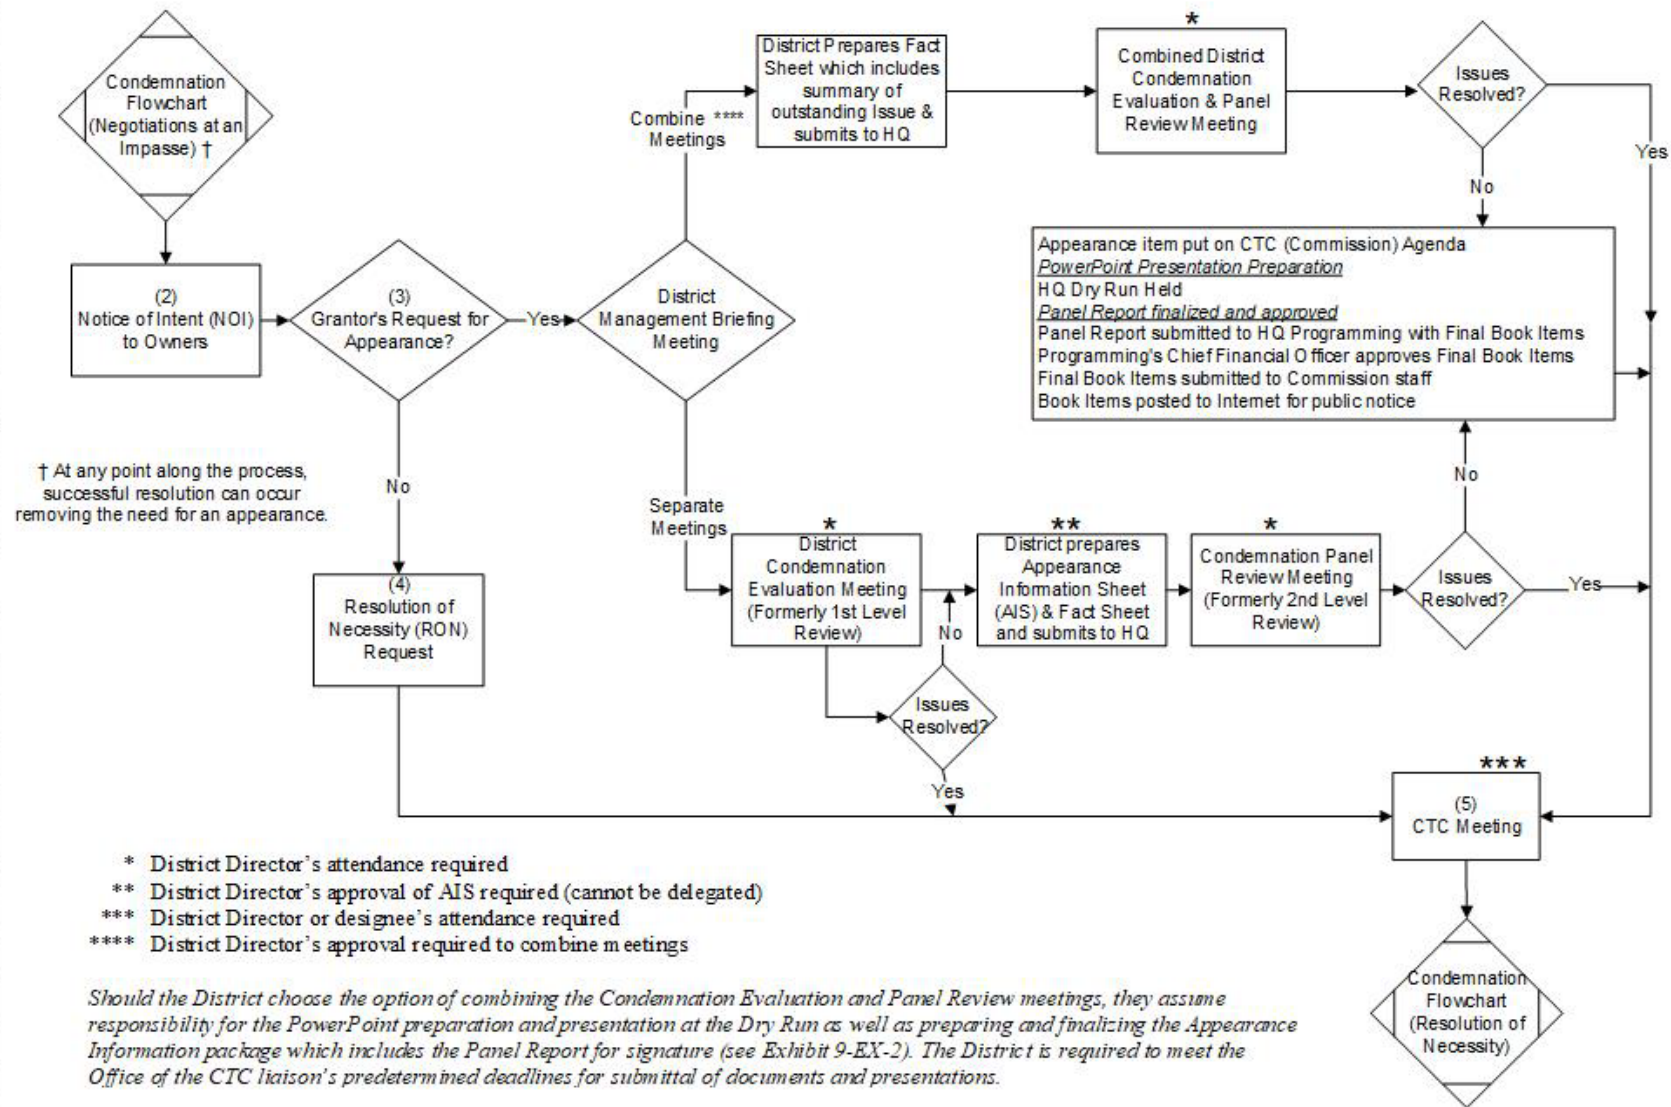 Condemnation
Flowchart
(Negotiations at an
Impasse) †
(2)
Notice of Intent (NOI)
to Owners
(3)
Grantor's Request for
Appearance?
Yes
No
District
Management Briefing
Meeting
Combine ****
Meetings
District Prepares Fact
Sheet which includes
summary of
outstanding Issue &
submits to HQ
*
Combined District
Condemnation
Evaluation & Panel
Review Meeting
Issues
Resolved?
Yes
No
Appearance item put on CTC (Commission) Agenda
PowerPoint Presentation Preparation
HQ Dry Run Held
Panel Report finalized and approved
Panel Report submitted to HQ Programming with Final Book Items
Programming's Chief Financial Officer approves Final Book Items
Final Book Items submitted to Commission staff
Book Items posted to Internet for public notice
† At any point along the process,
successful resolution can occur
removing the need for an appearance.
(4)
Resolution of
Necessity (RON)
Request
Separate
Meetings
*
District
Condemnation
Evaluation Meeting
(Formerly 1st Level
Review)
No
Issues
Resolved?
Yes
**
District prepares
Appearance
Information Sheet
(AIS) & Fact Sheet
and submits to HQ
*
Condemnation Panel
Review Meeting
(Formerly 2nd Level
Review)
Issues
Resolved?
No
Yes
***
(5)
CTC Meeting
Condemnation
Flowchart
(Resolution of
Necessity)
* District Director's attendance required
** District Director's approval of AIS required (cannot be delegated)
*** District Director or designee's attendance required
**** District Director's approval required to combine meetings
Should the District choose the option of combining the Condemnation Evaluation and Panel Review meetings, they assume
responsibility for the PowerPoint preparation and presentation at the Dry Run as well as preparing and finalizing the Appearance
Information package which includes the Panel Report for signature (see Exhibit 9-EX-2). The District is required to meet the
Office of the CTC liaison's predetermined deadlines for submittal of documents and presentations.